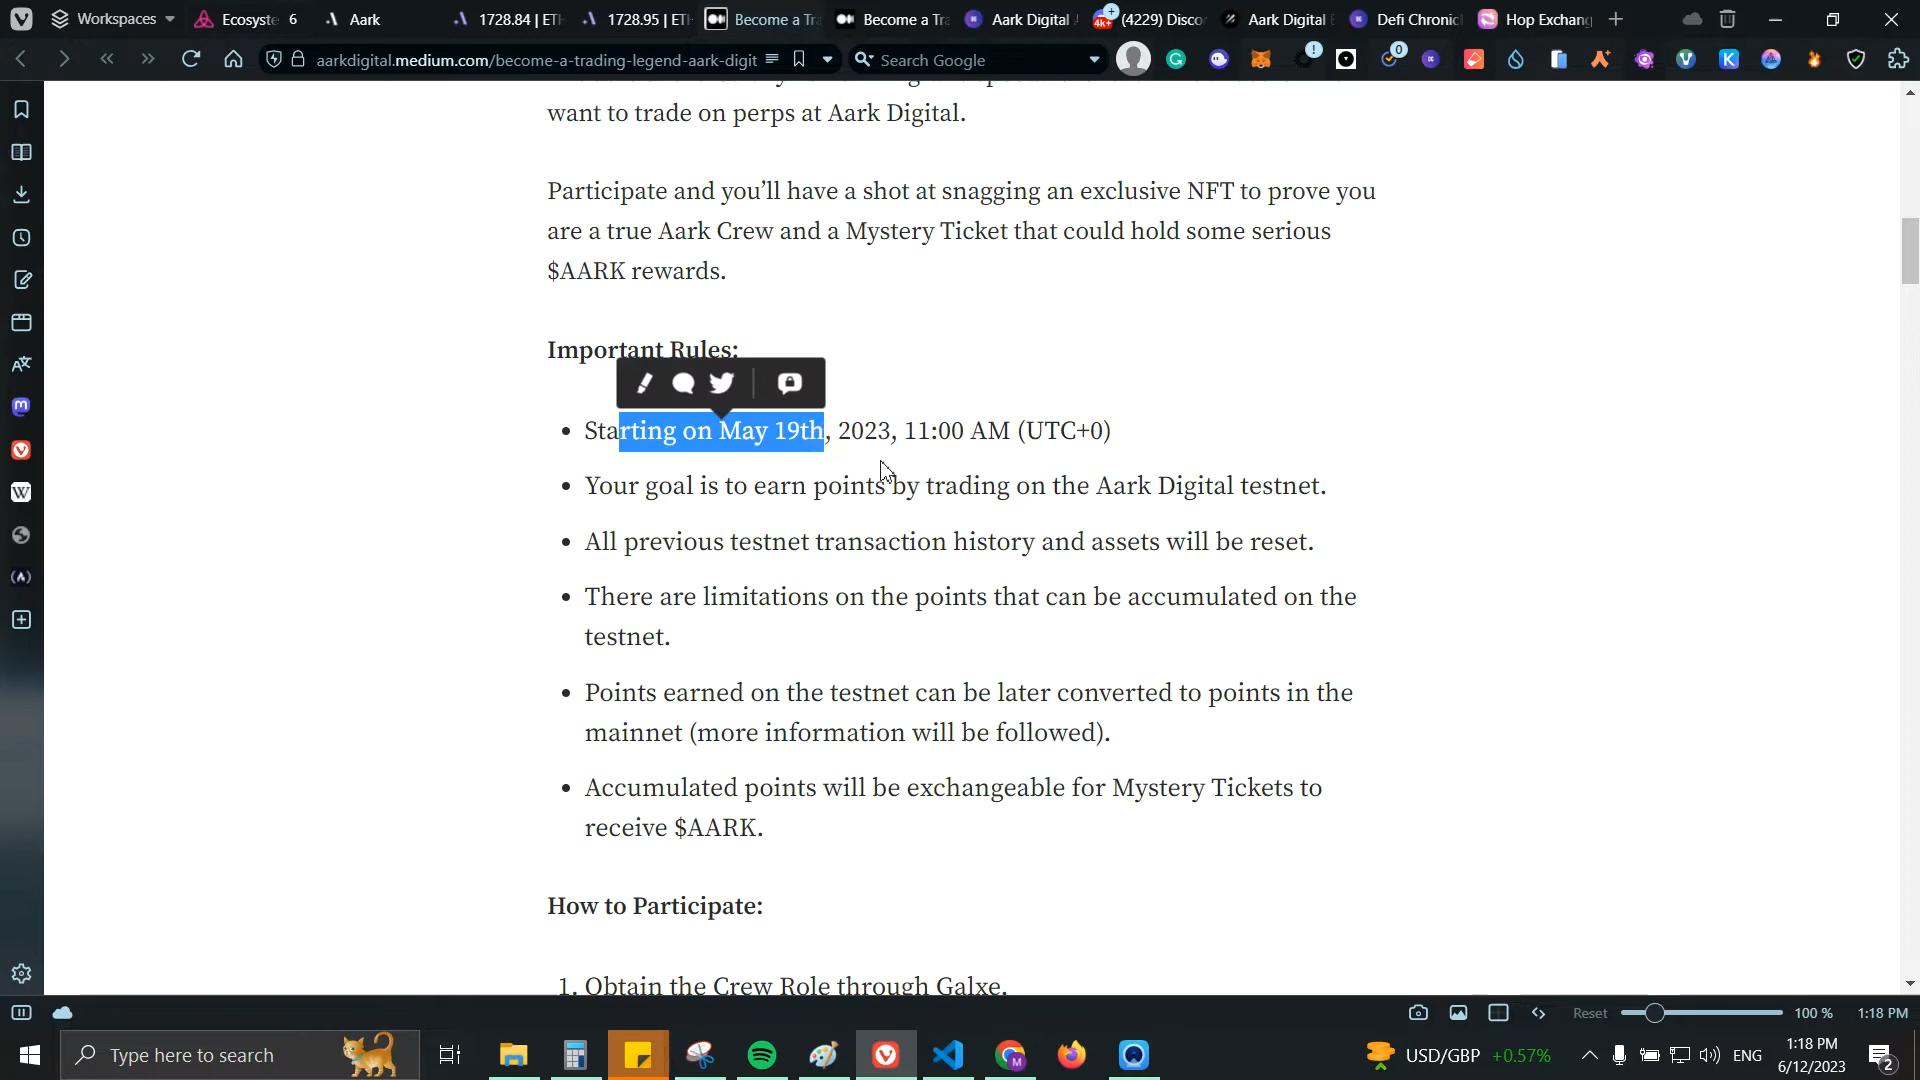 Workspaces
Ecosyste 6
Aark
1728.84 | ETH
1728.95 | ETH
Become a Tra
Become a Tra
Aark Digital
4k+ (4229) Disco
Aark Digital
Defi Chronic
Hop Exchang
aarkdigital.medium.com/become-a-trading-legend-aark-digit
Search Google
want to trade on perps at Aark Digital.
Participate and you’ll have a shot at snagging an exclusive NFT to prove you
are a true Aark Crew and a Mystery Ticket that could hold some serious
$AARK rewards.
Important Rules:
Starting on May 19th, 2023, 11:00 AM (UTC+0)
Your goal is to earn points by trading on the Aark Digital testnet.
All previous testnet transaction history and assets will be reset.
There are limitations on the points that can be accumulated on the
testnet.
Points earned on the testnet can be later converted to points in the
mainnet (more information will be followed).
Accumulated points will be exchangeable for Mystery Tickets to
receive $AARK.
How to Participate:
1. Obtain the Crew Role through Galxe.
Reset
100 %
1:18 PM
Type here to search
USD/GBP +0.57%
ENG
1:18 PM
6/12/2023
2